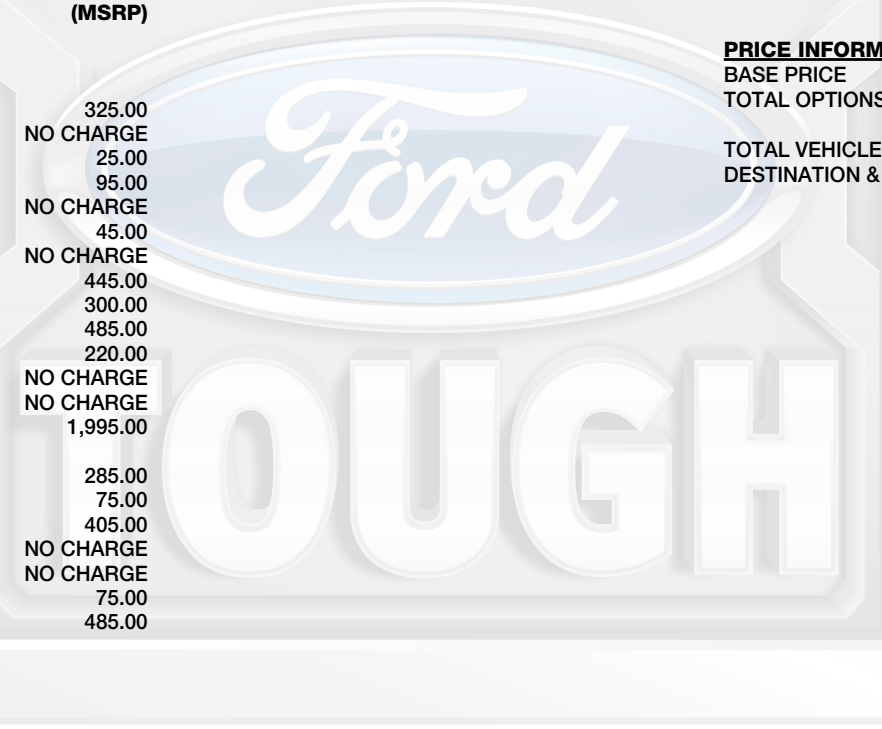 (MSRP)
325.00
NO CHARGE
25.00
95.00
NO CHARGE
45.00
NO CHARGE
445.00
300.00
485.00
220.00
NO CHARGE
NO CHARGE
1,995.00
285.00
75.00
405.00
NO CHARGE
NO CHARGE
75.00
485.00
PRICE INFORM
BASE PRICE
TOTAL OPTIONS
TOTAL VEHICLE
DESTINATION &
Ford
TOUGH